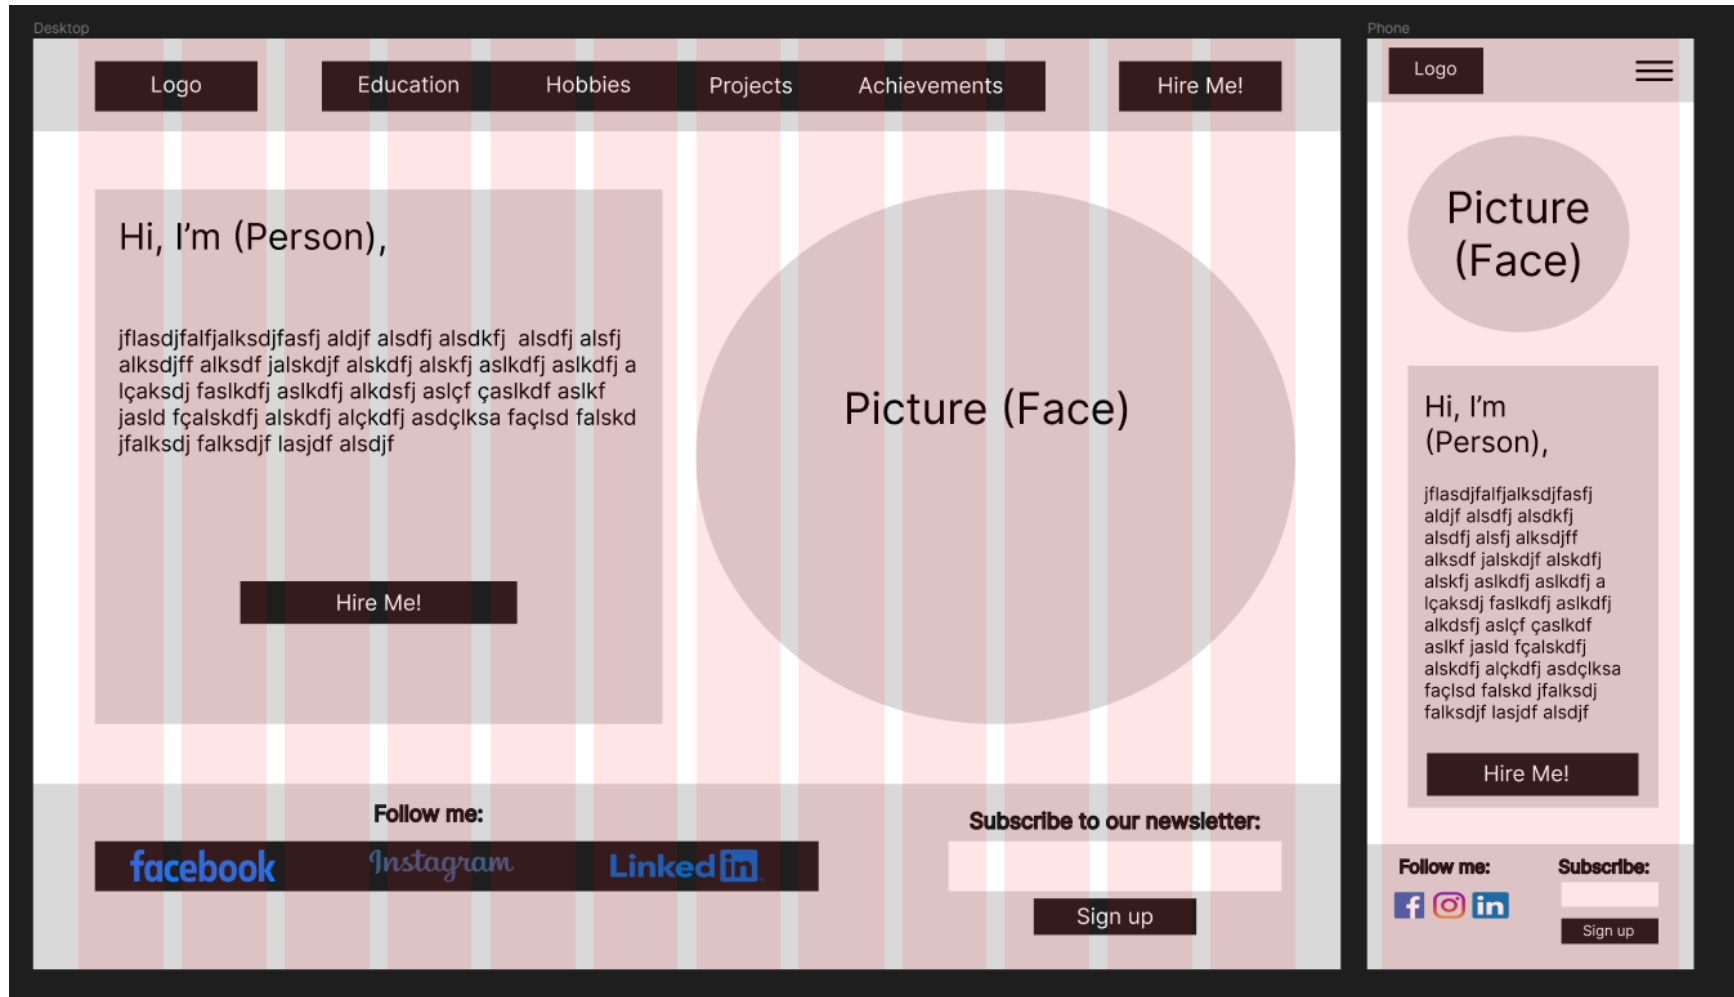 Desktop
Logo
Education
Hobbies
Projects
Achievements
Hire Me!
Hi, I'm (Person),
jflasdjfalfjalksdjfasfj aldjf alsdfj alsdkfj  alsdfj alsfj
alksdjff alksdf jalskdjf alskdfj alskfj aslkdfj aslkdfj a
lçaksdj faslkdfj aslkdfj alkdsfj aslçf çaslkdf aslkf
jasld fçalskdfj alskdfj alçkdfj asdçlksa façlsd falskd
jfalksdj falksdjf lasjdf alsdjf
Hire Me!
Picture (Face)
Follow me:
facebook
Instagram
Linked in
Subscribe to our newsletter:
Sign up
Phone
Logo
Picture
(Face)
Hi, I'm
(Person),
jflasdjfalfjalksdjfasfj
aldjf alsdfj alsdkfj
alsdfj alsfj alksdjff
alksdf jalskdjf alskdfj
alskfj aslkdfj aslkdfj a
lçaksdj faslkdfj aslkdfj
alkdsfj aslçf çaslkdf
aslkf jasld fçalskdfj
alskdfj alçkdfj asdçlksa
façlsd falskd jfalksdj
falksdjf lasjdf alsdjf
Hire Me!
Follow me:
f
in
Subscribe:
Sign up